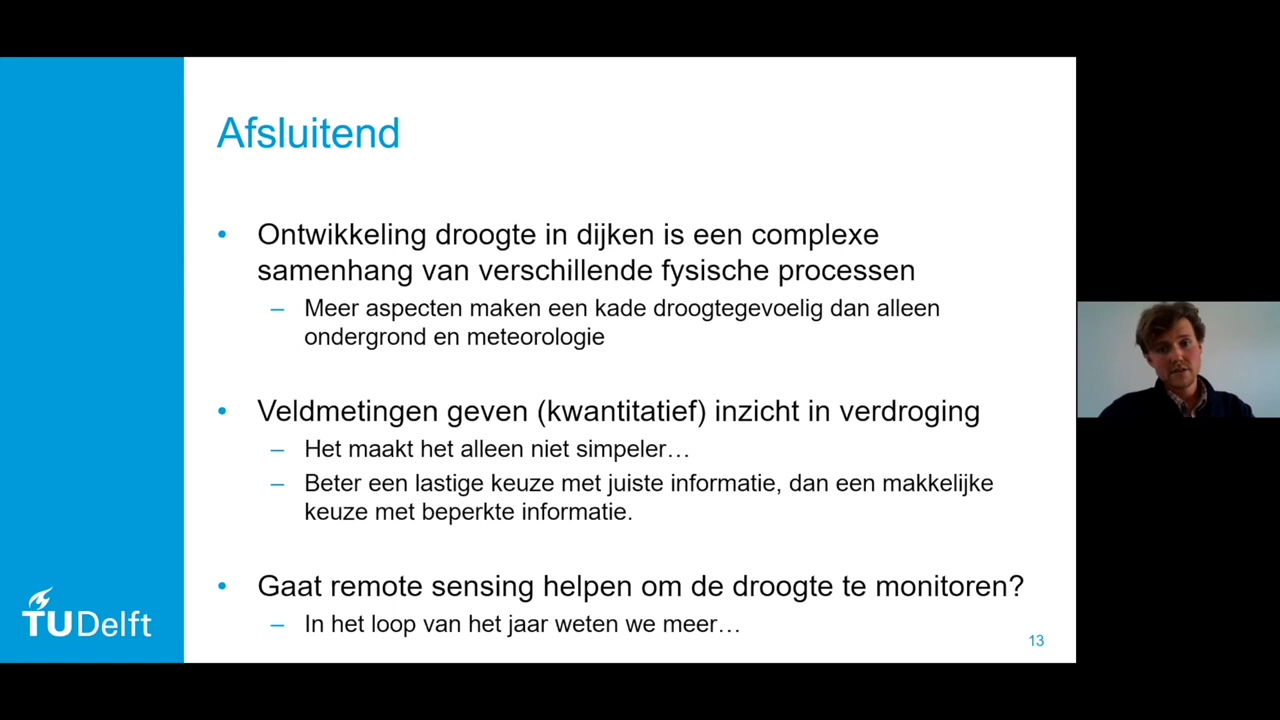 Afsluitend
• Ontwikkeling droogte in dijken is een complexe
samenhang van verschillende fysische processen
– Meer aspecten maken een kade droogtegevoelig dan alleen
ondergrond en meteorologie
• Veldmetingen geven (kwantitatief) inzicht in verdroging
– Het maakt het alleen niet simpeler…
– Beter een lastige keuze met juiste informatie, dan een makkelijke
keuze met beperkte informatie.
• Gaat remote sensing helpen om de droogte te monitoren?
– In het loop van het jaar weten we meer…
TUDelft
13